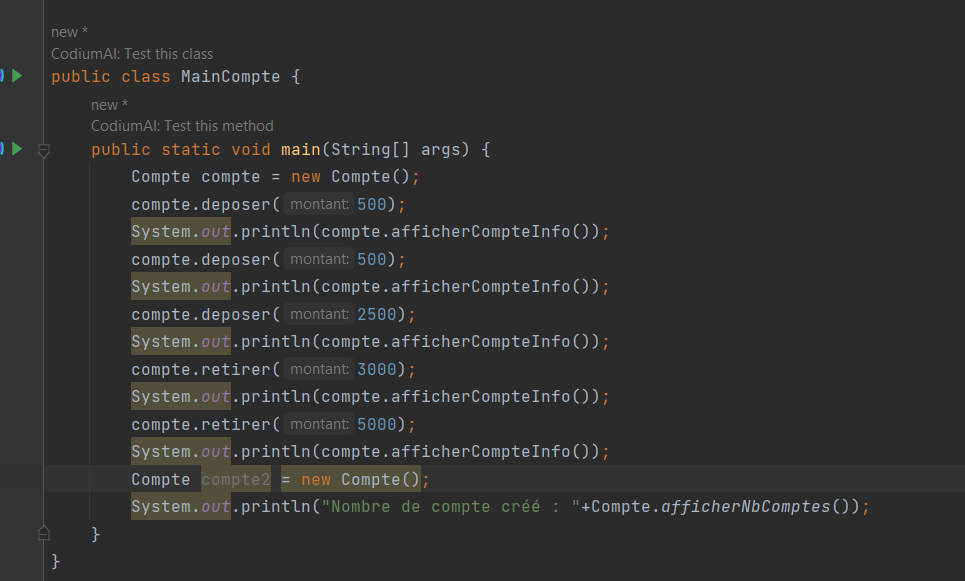 new *
CodiumAI: Test this class
public class MainCompte {
new *
CodiumAI: Test this method
public static void main(String[] args) {
Compte compte = new Compte();
compte.deposer( montant: 500);
System.out.println(compte.afficherCompteInfo());
compte.deposer( montant: 500);
System.out.println(compte.afficherCompteInfo());
compte.deposer( montant: 2500);
System.out.println(compte.afficherCompteInfo());
compte.retirer( montant: 3000);
System.out.println(compte.afficherCompteInfo());
compte.retirer( montant: 5000);
System.out.println(compte.afficherCompteInfo());
Compte compte2 = new Compte();
System.out.println("Nombre de compte créé : "+Compte.afficherNbComptes());
}
}